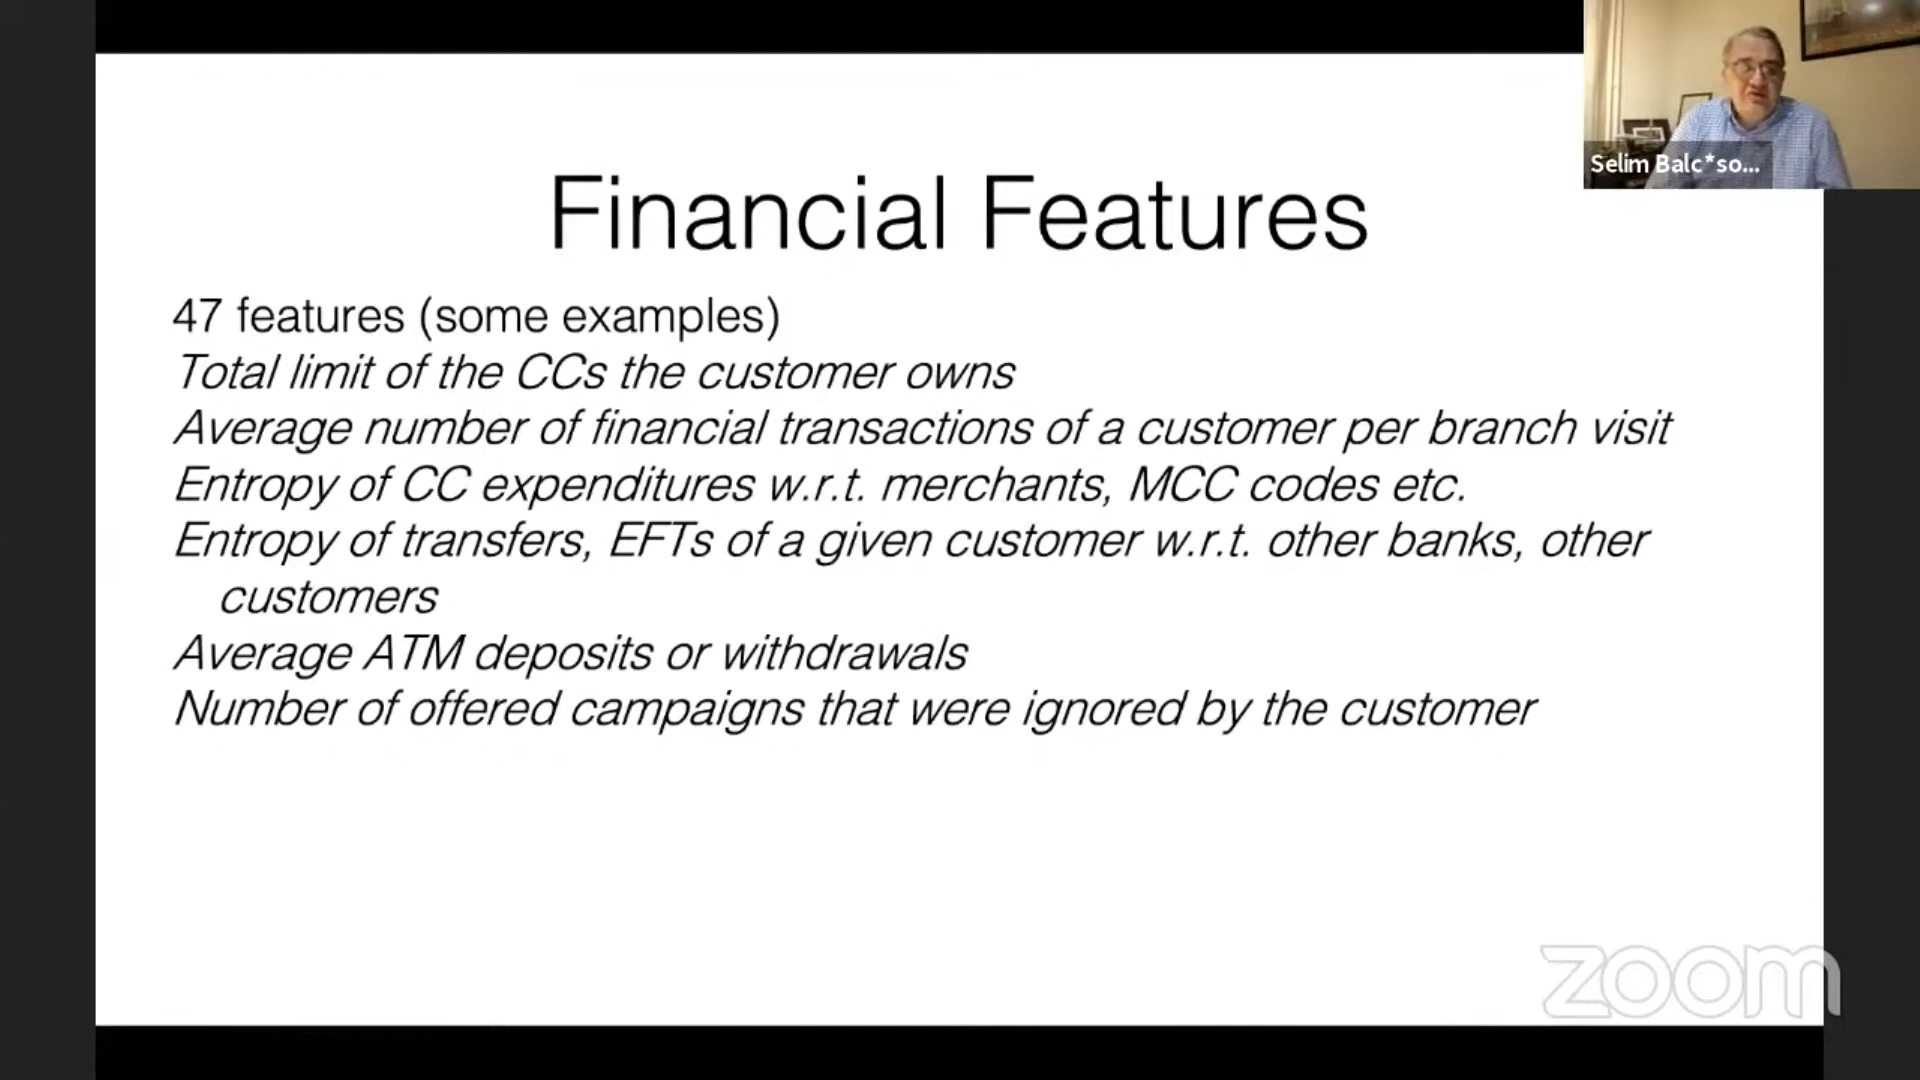 Selim Balc*so...
Financial Features
47 features (some examples)
Total limit of the CCs the customer owns
Average number of financial transactions of a customer per branch visit
Entropy of CC expenditures w.r.t. merchants, MCC codes etc.
Entropy of transfers, EFTs of a given customer w.r.t. other banks, other
customers
Average ATM deposits or withdrawals
Number of offered campaigns that were ignored by the customer
zoom